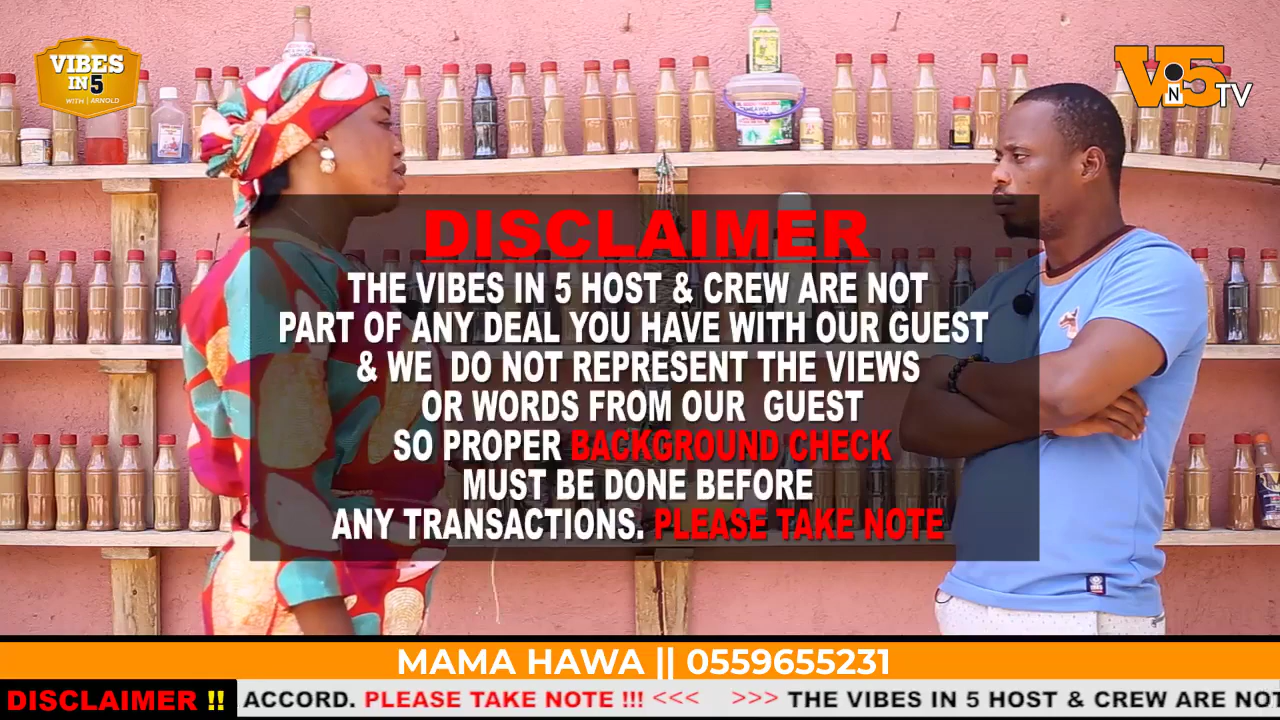 VIBES
IN 5
WITH | ARNOLD
V IN 5 TV
DISCLAIMER
THE VIBES IN 5 HOST & CREW ARE NOT
PART OF ANY DEAL YOU HAVE WITH OUR GUEST
& WE DO NOT REPRESENT THE VIEWS
OR WORDS FROM OUR GUEST
SO PROPER BACKGROUND CHECK
MUST BE DONE BEFORE
ANY TRANSACTIONS. PLEASE TAKE NOTE
MAMA HAWA || 0559655231
DISCLAIMER !! ACCORD. PLEASE TAKE NOTE !!! <<< >>> THE VIBES IN 5 HOST & CREW ARE NOT